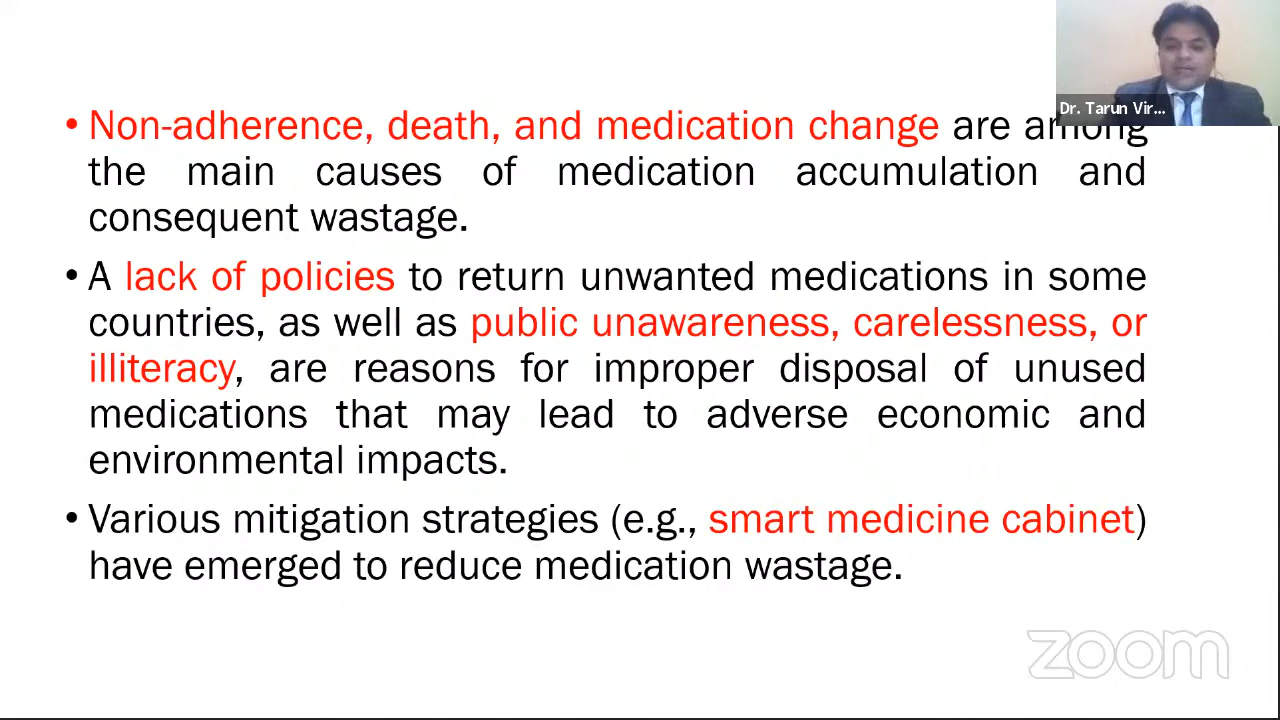 Dr. Tarun Vir...
• Non-adherence, death, and medication change are among
the main causes of medication accumulation and
consequent wastage.
• A lack of policies to return unwanted medications in some
countries, as well as public unawareness, carelessness, or
illiteracy, are reasons for improper disposal of unused
medications that may lead to adverse economic and
environmental impacts.
• Various mitigation strategies (e.g., smart medicine cabinet)
have emerged to reduce medication wastage.
zoom